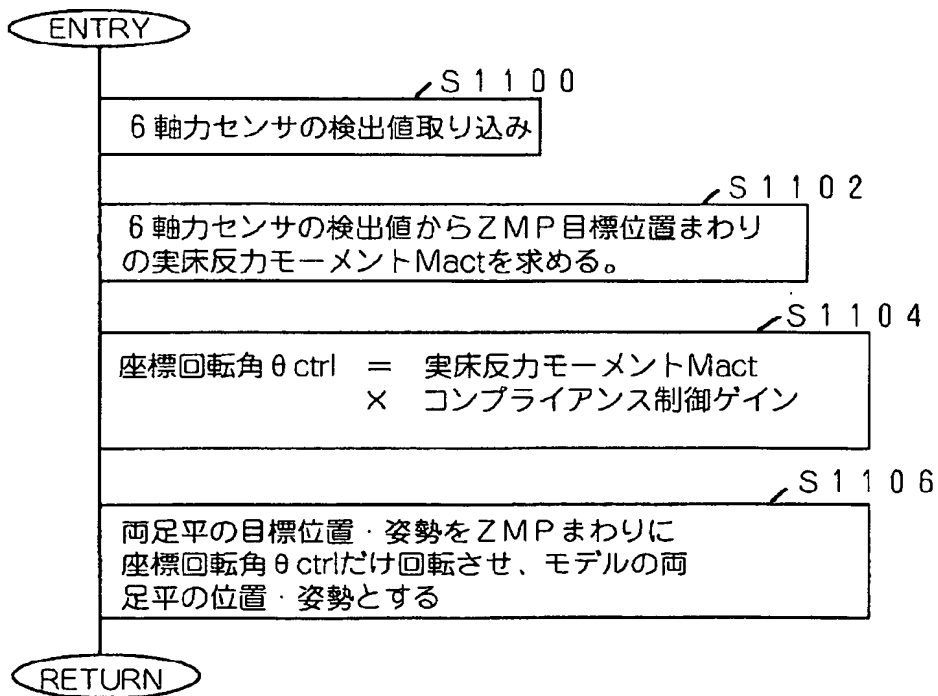 ENTRY
S1100
6軸力センサの検出値取り込み
S1102
6軸力センサの検出値からZMP目標位置まわり
の実床反力モーメントMactを求める。
S1104
座標回転角θctrl = 実床反力モーメントMact
× コンプライアンス制御ゲイン
S1106
両足平の目標位置・姿勢をZMPまわりに
座標回転角θctrlだけ回転させ、モデルの両
足平の位置・姿勢とする
RETURN